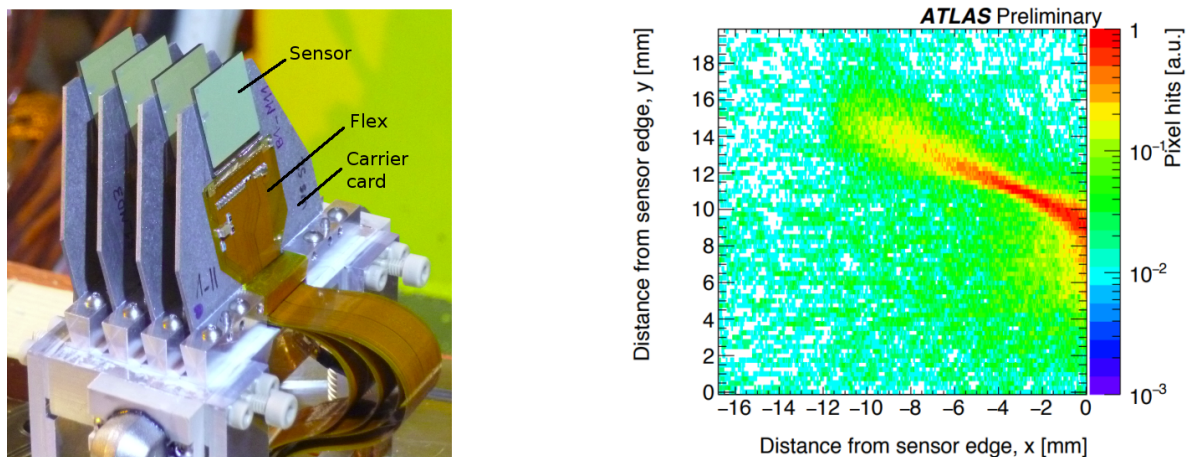 Sensor
Flex
Carrier
card
ATLAS Preliminary
Distance from sensor edge, y [mm]
18
16
14
12
10
8
6
4
2
0
−16 −14 −12 −10 −8 −6 −4 −2 0
Distance from sensor edge, x [mm]
1
10⁻¹
10⁻²
10⁻³
Pixel hits [a.u.]